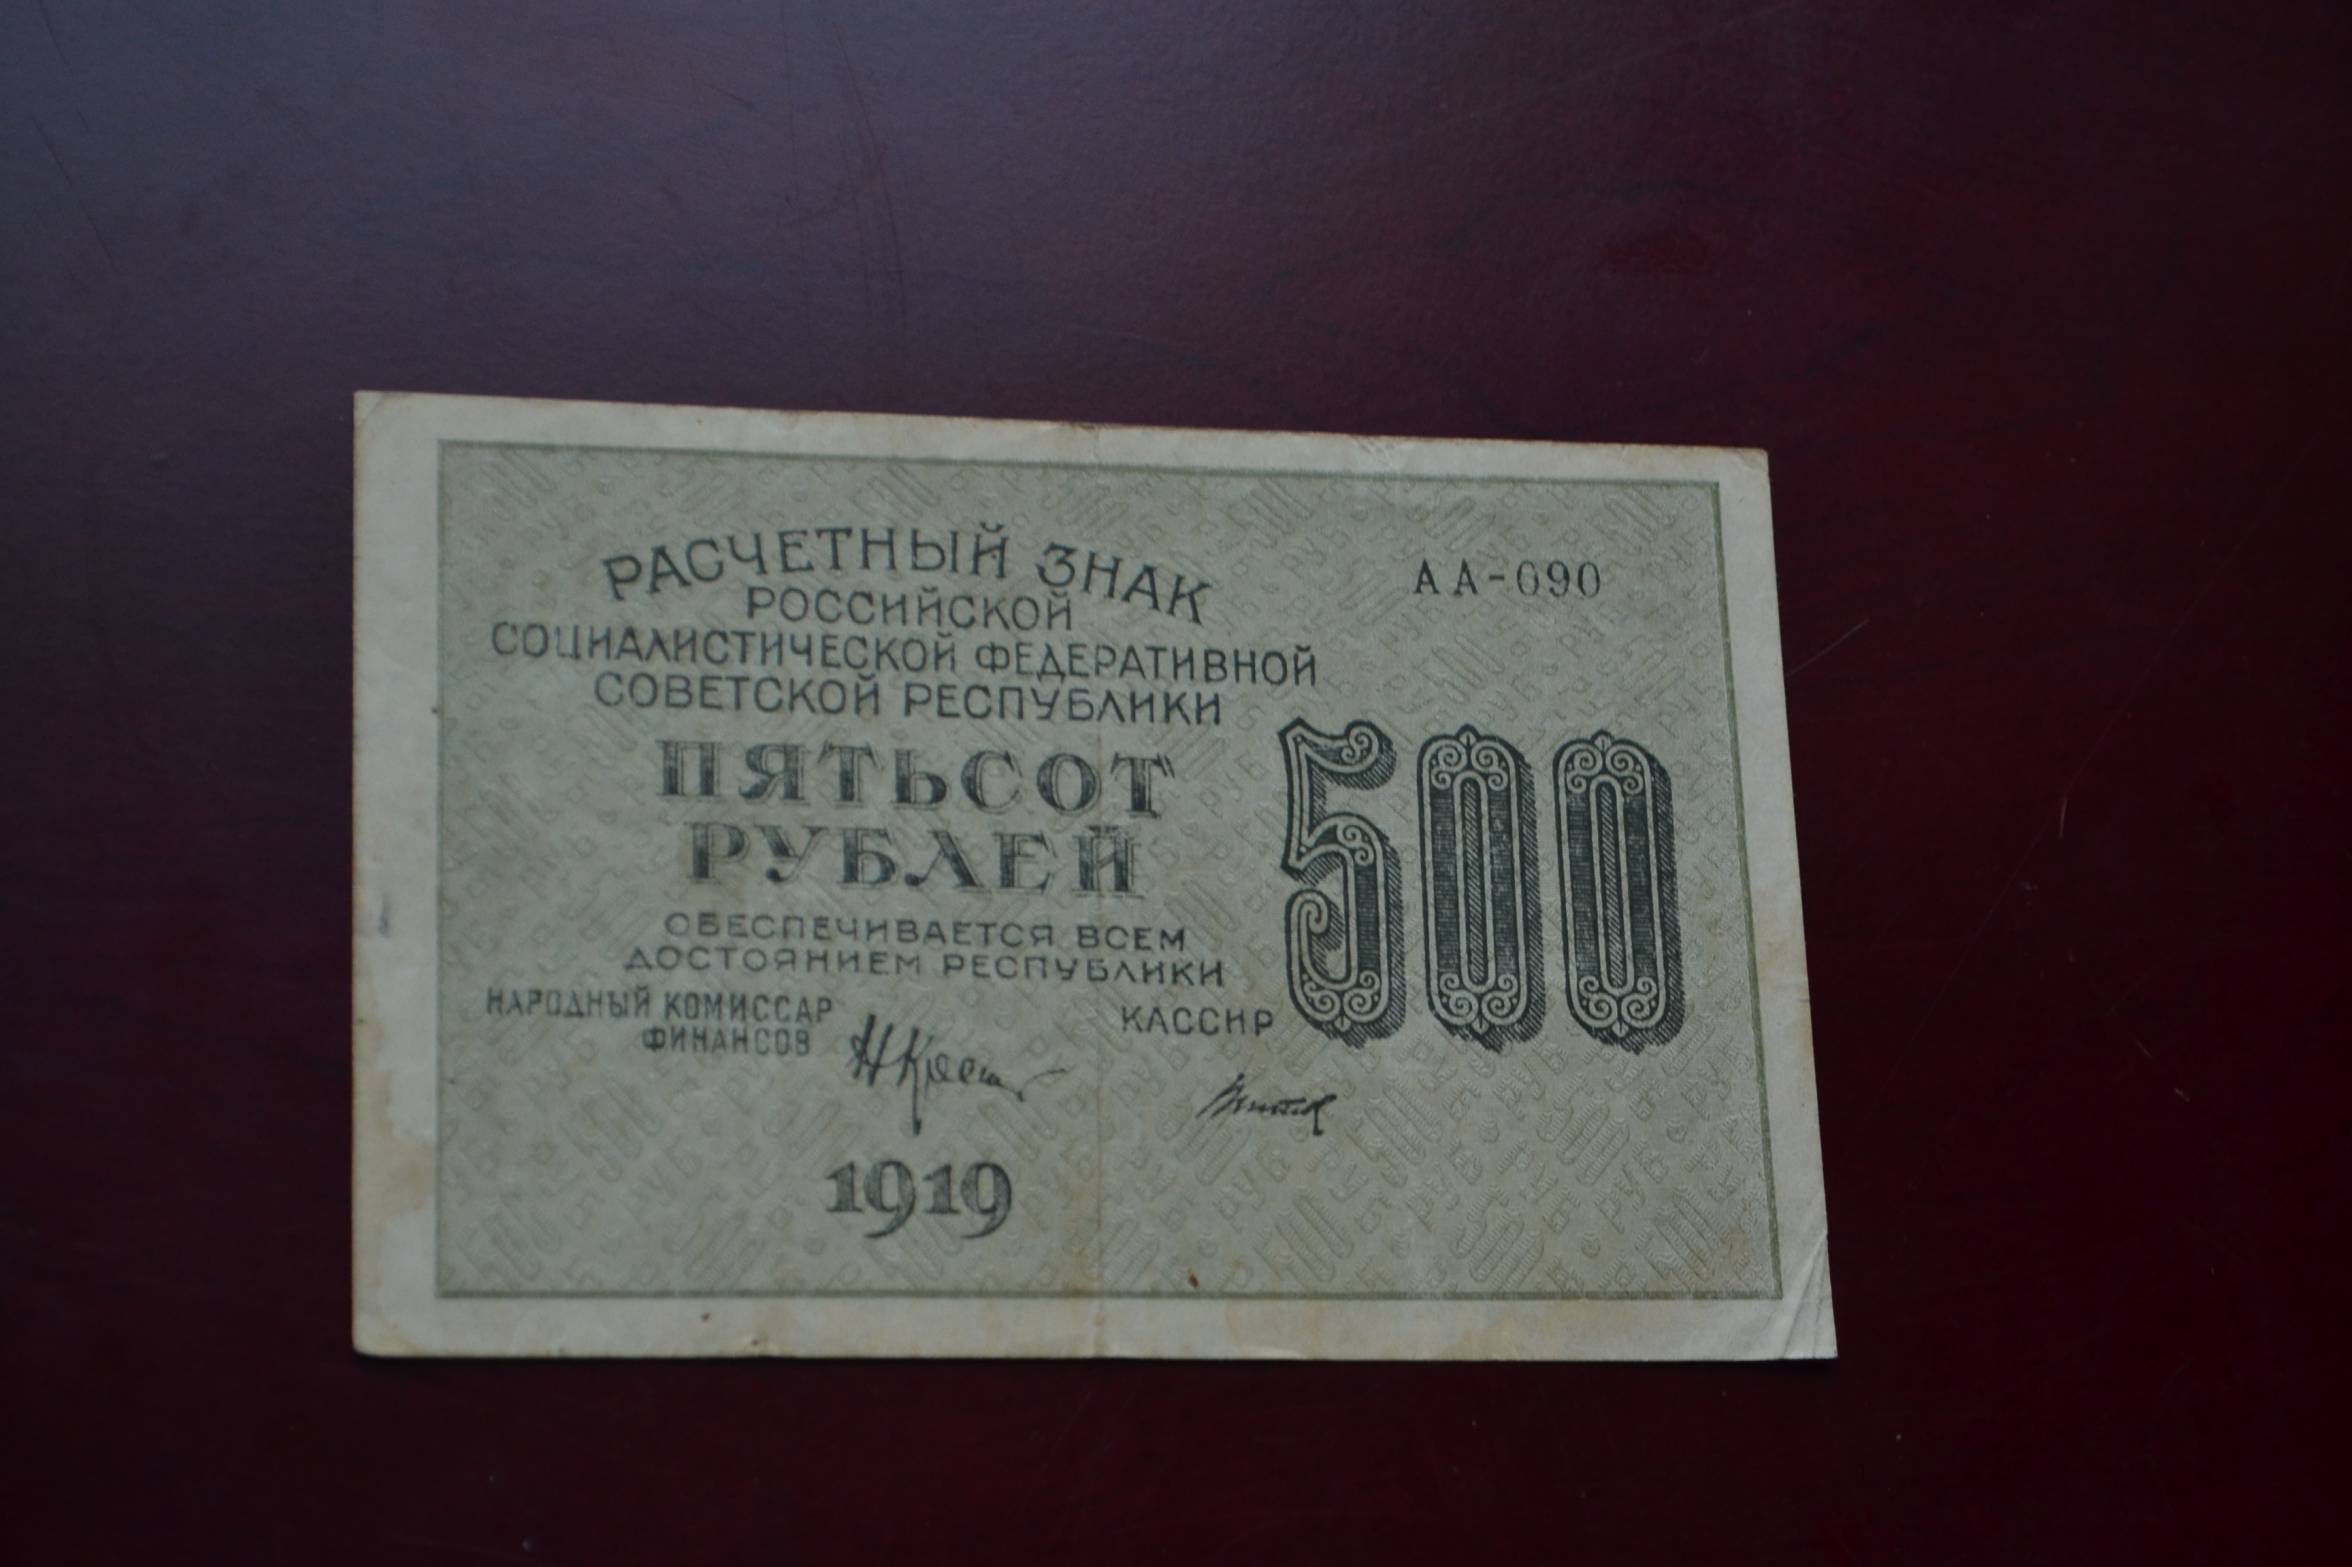 РАСЧЕТНЫЙ ЗНАК
РОССИЙСКОЙ
СОЦИАЛИСТИЧЕСКОЙ ФЕДЕРАТИВНОЙ
СОВЕТСКОЙ РЕСПУБЛИКИ
АА-090
ПЯТЬСОТ
РУБЛЕЙ
500
ОБЕСПЕЧИВАЕТСЯ ВСЕМ
ДОСТОЯНИЕМ РЕСПУБЛИКИ
НАРОДНЫЙ КОМИССАР
ФИНАНСОВ
КАССИР
1919